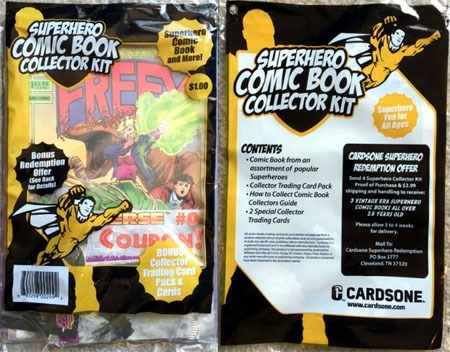 SUPERHERO
COMIC BOOK
COLLECTOR KIT
Superhero
Comic
Book
and More!
$1.00
FREEX
Bonus
Redemption
Offer
(See Back
for Details)
ERSE #0
COUPON!
BONUS
Collector
Trading Card
Pack &
Cards
SUPERHERO
COMIC BOOK
COLLECTOR KIT
Superhero
Fun for
All Ages
CONTENTS
• Comic Book from an
assortment of popular
Superheroes
• Collector Trading Card Pack
• How to Collect Comic Book
Collectors Guide
• 2 Special Collector
Trading Cards
CARDSONE SUPERHERO
REDEMPTION OFFER
Send 4 Superhero Collector Kit
Proof of Purchase & $3.99
shipping and handling to receive:
3 VINTAGE ERA SUPERHERO
COMIC BOOKS ALL OVER
25 YEARS OLD
Please allow 3 to 4 weeks
for delivery.
Mail To:
Cardsone Superhero Redemption
PO Box 3777
Cleveland, TN 37320
CARDSONE
www.cardsone.com